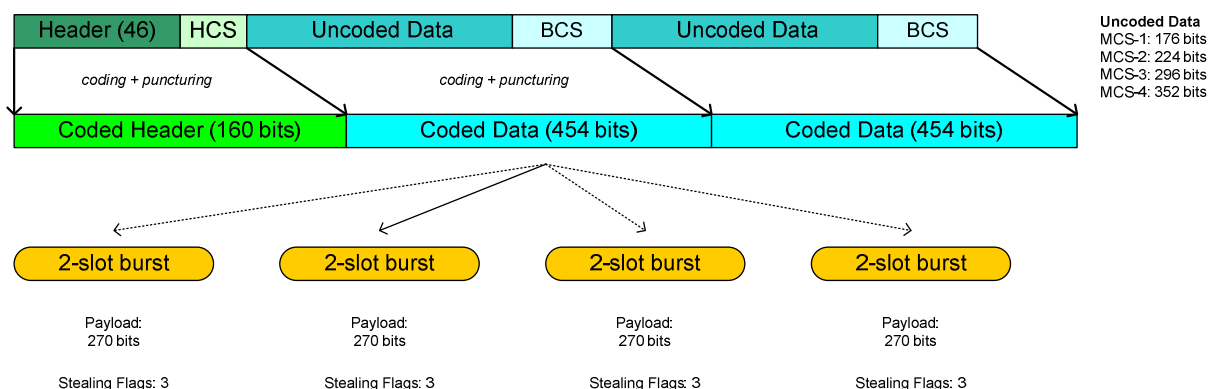 Header (46) HCS Uncoded Data BCS Uncoded Data BCS
Uncoded Data
MCS-1: 176 bits
MCS-2: 224 bits
MCS-3: 296 bits
MCS-4: 352 bits
coding + puncturing coding + puncturing
Coded Header (160 bits) Coded Data (454 bits) Coded Data (454 bits)
2-slot burst 2-slot burst 2-slot burst 2-slot burst
Payload: Payload: Payload: Payload:
270 bits 270 bits 270 bits 270 bits
Stealing Flags: 3 Stealing Flags: 3 Stealing Flags: 3 Stealing Flags: 3